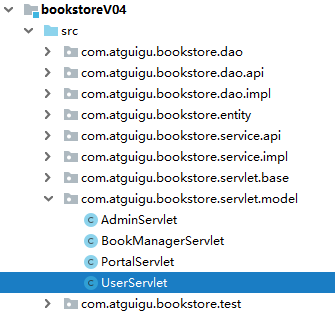 bookstoreV04
src
com.atguigu.bookstore.dao
com.atguigu.bookstore.dao.api
com.atguigu.bookstore.dao.impl
com.atguigu.bookstore.entity
com.atguigu.bookstore.service.api
com.atguigu.bookstore.service.impl
com.atguigu.bookstore.servlet.base
com.atguigu.bookstore.servlet.model
C AdminServlet
C BookManagerServlet
C PortalServlet
C UserServlet
com.atguigu.bookstore.test